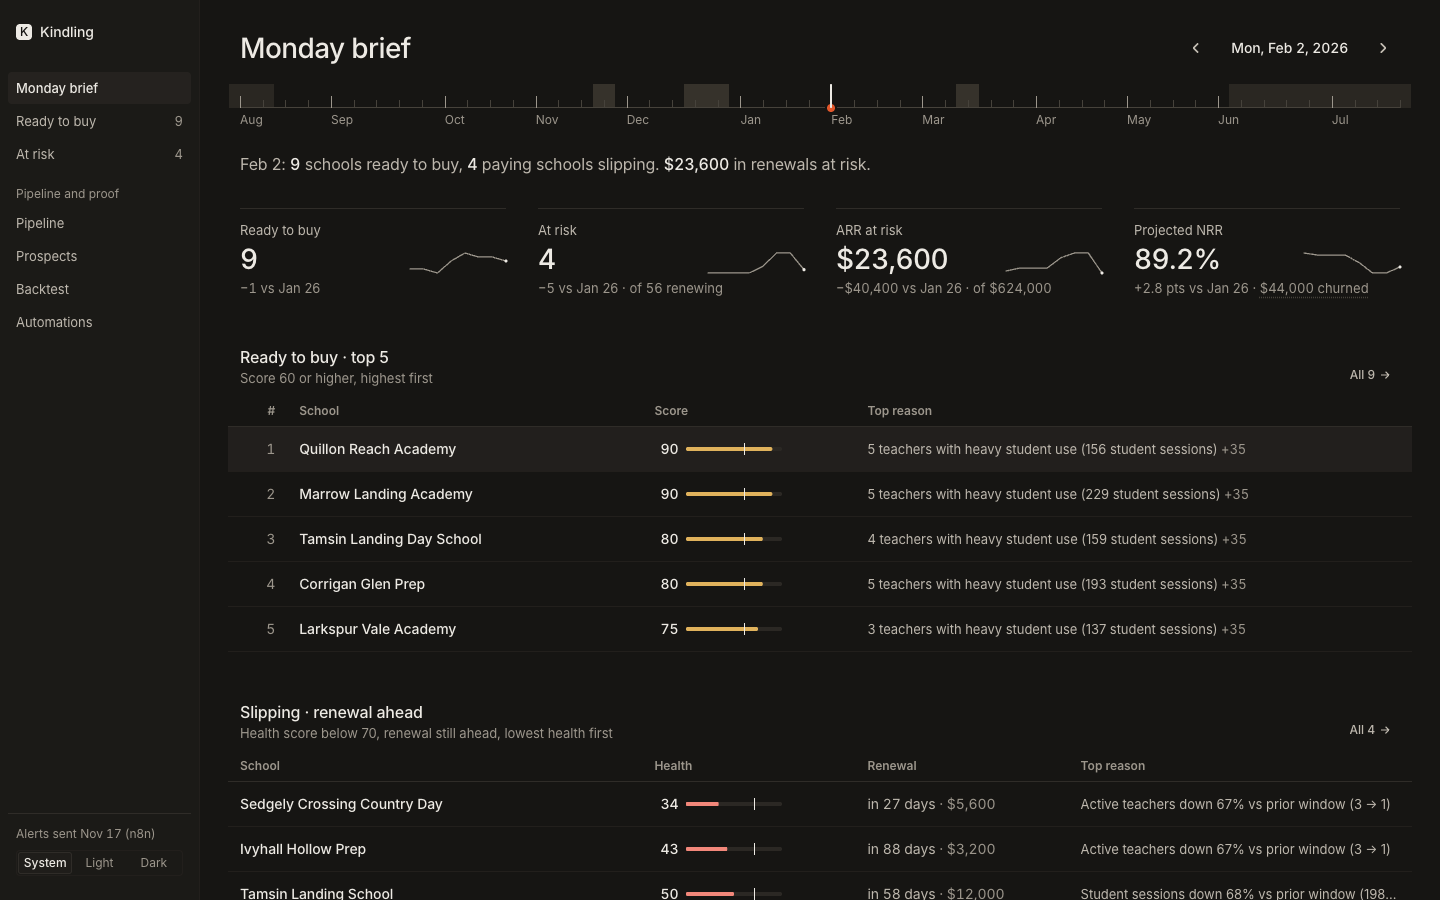 K Kindling
Monday brief
Ready to buy 9
At risk 4
Pipeline and proof
Pipeline
Prospects
Backtest
Automations
Alerts sent Nov 17 (n8n)
System Light Dark
Monday brief
Mon, Feb 2, 2026
Aug Sep Oct Nov Dec Jan Feb Mar Apr May Jun Jul
Feb 2: 9 schools ready to buy, 4 paying schools slipping. $23,600 in renewals at risk.
Ready to buy
9
−1 vs Jan 26
At risk
4
−5 vs Jan 26 · of 56 renewing
ARR at risk
$23,600
−$40,400 vs Jan 26 · of $624,000
Projected NRR
89.2%
+2.8 pts vs Jan 26 · $44,000 churned
Ready to buy · top 5
Score 60 or higher, highest first
All 9 →
# School Score Top reason
1 Quillon Reach Academy 90 5 teachers with heavy student use (156 student sessions) +35
2 Marrow Landing Academy 90 5 teachers with heavy student use (229 student sessions) +35
3 Tamsin Landing Day School 80 4 teachers with heavy student use (159 student sessions) +35
4 Corrigan Glen Prep 80 5 teachers with heavy student use (193 student sessions) +35
5 Larkspur Vale Academy 75 3 teachers with heavy student use (137 student sessions) +35
Slipping · renewal ahead
Health score below 70, renewal still ahead, lowest health first
All 4 →
School Health Renewal Top reason
Sedgely Crossing Country Day 34 in 27 days · $5,600 Active teachers down 67% vs prior window (3 → 1)
Ivyhall Hollow Prep 43 in 88 days · $3,200 Active teachers down 67% vs prior window (3 → 1)
Tamsin Landing School 50 in 58 days · $12,000 Student sessions down 68% vs prior window (198…